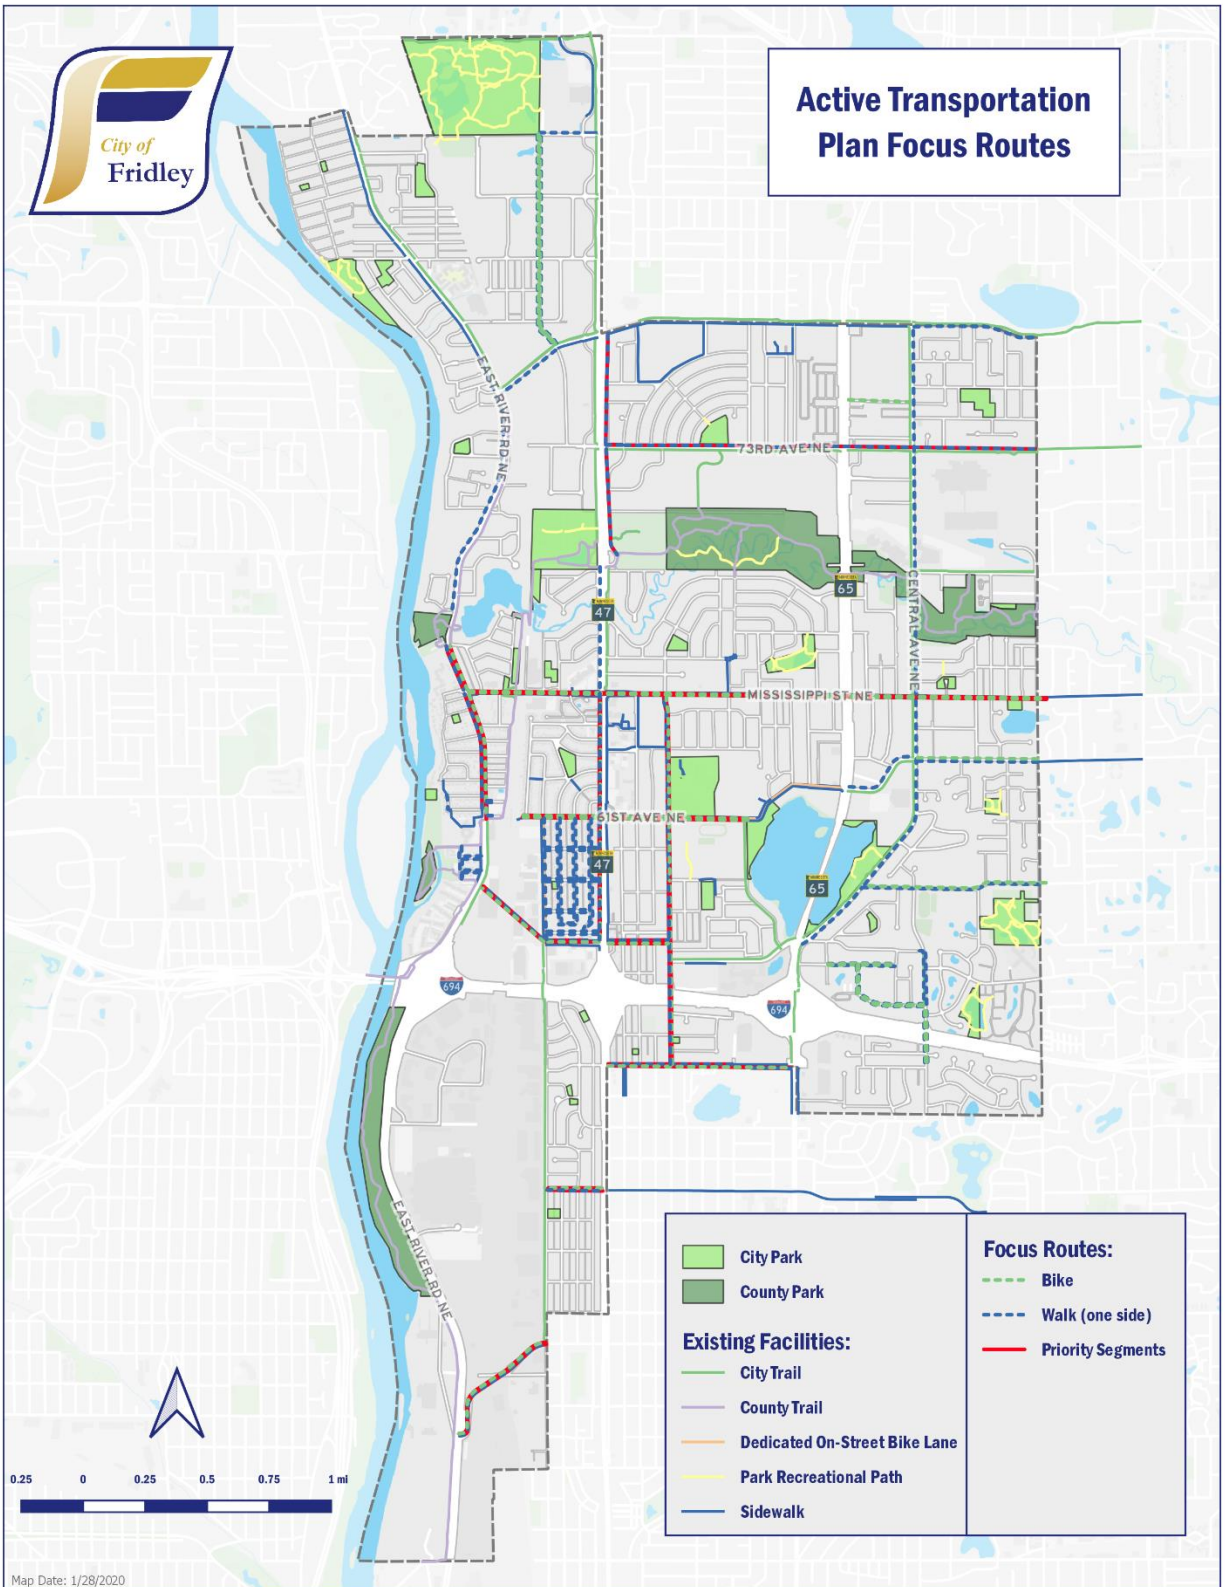 City of
Fridley
Active Transportation
Plan Focus Routes
EAST RIVER RD NE
73RD AVE NE
65
47
CENTRAL AVE NE
MISSISSIPPI ST NE
61ST AVE NE
47
65
694
694
EAST RIVER RD NE
City Park
County Park
Existing Facilities:
City Trail
County Trail
Dedicated On-Street Bike Lane
Park Recreational Path
Sidewalk
Focus Routes:
Bike
Walk (one side)
Priority Segments
0.25 0 0.25 0.5 0.75 1 mi
Map Date: 1/28/2020